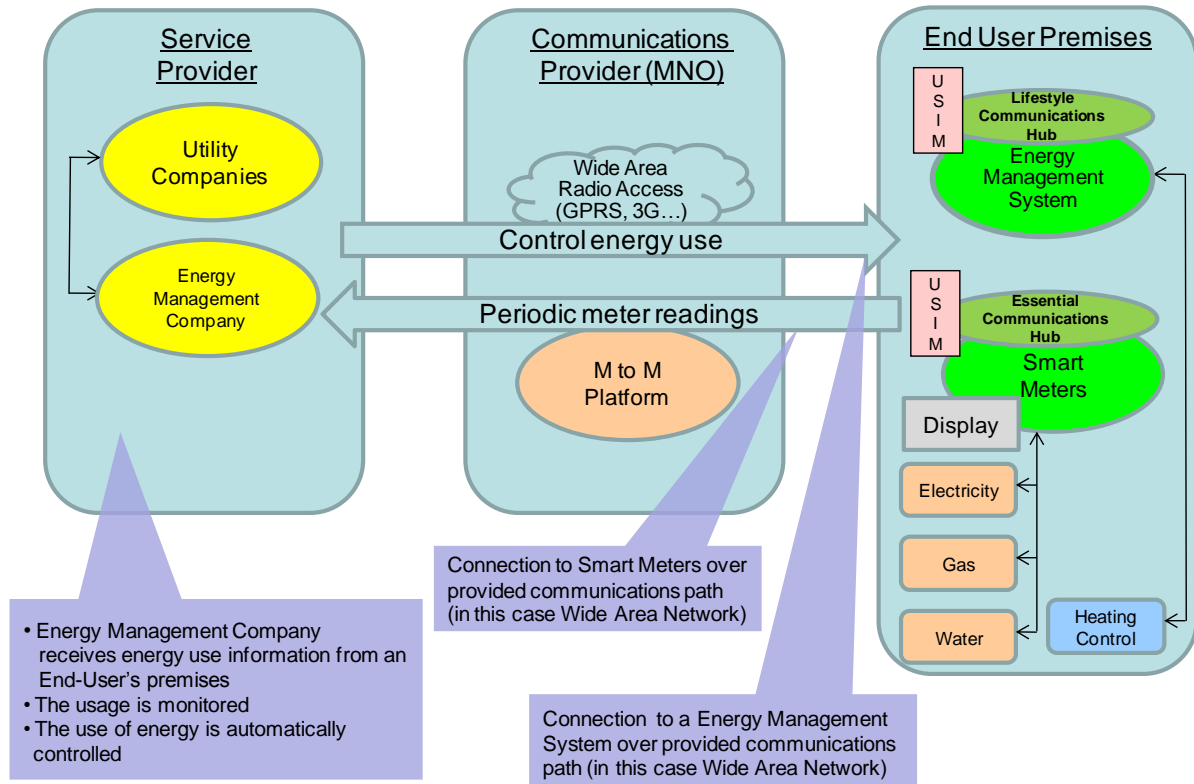 Service
Provider
Utility
Companies
Energy
Management
Company
Communications
Provider (MNO)
Wide Area
Radio Access
(GPRS, 3G…)
Control energy use
Periodic meter readings
M to M
Platform
End User Premises
U
S
I
M
Lifestyle
Communications
Hub
Energy
Management
System
U
S
I
M
Essential
Communications
Hub
Smart
Meters
Display
Electricity
Gas
Water
Heating
Control
Connection to Smart Meters over
provided communications path
(in this case Wide Area Network)
• Energy Management Company
receives energy use information from an
End-User's premises
• The usage is monitored
• The use of energy is automatically
controlled
Connection to a Energy Management
System over provided communications
path (in this case Wide Area Network)